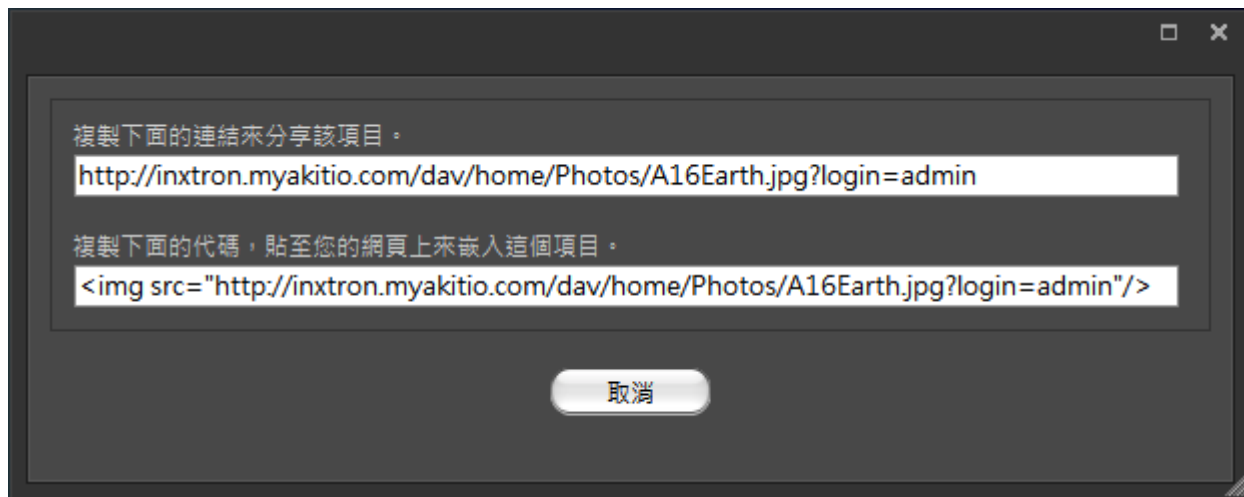 複製下面的連結來分享該項目。
http://inxtron.myakitio.com/dav/home/Photos/A16Earth.jpg?login=admin
複製下面的代碼，貼至您的網頁上來嵌入這個項目。
<img src="http://inxtron.myakitio.com/dav/home/Photos/A16Earth.jpg?login=admin"/>
取消